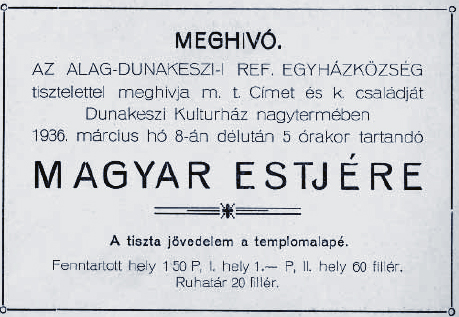 MEGHIVÓ.
AZ ALAG-DUNAKESZI-I REF. EGYHÁZKÖZSÉG
tisztelettel meghivja m. t. Címet és k. családját
Dunakeszi Kulturház nagytermében
1936. március hó 8-án délután 5 órakor tartandó
MAGYAR ESTJÉRE
A tiszta jövedelem a templomalapé.
Fenntartott hely 1·50 P, I. hely 1.— P, II. hely 60 fillér.
Ruhatár 20 fillér.